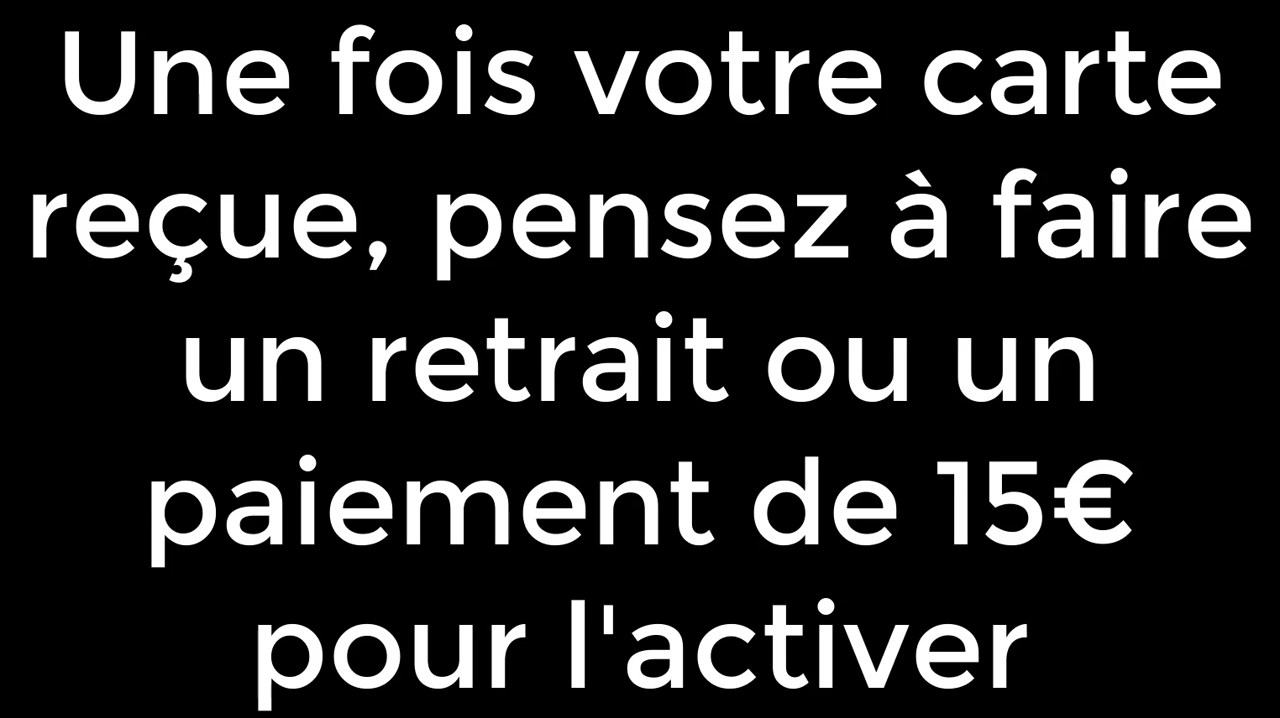 Une fois votre carte
reçue, pensez à faire
un retrait ou un
paiement de 15€
pour l'activer